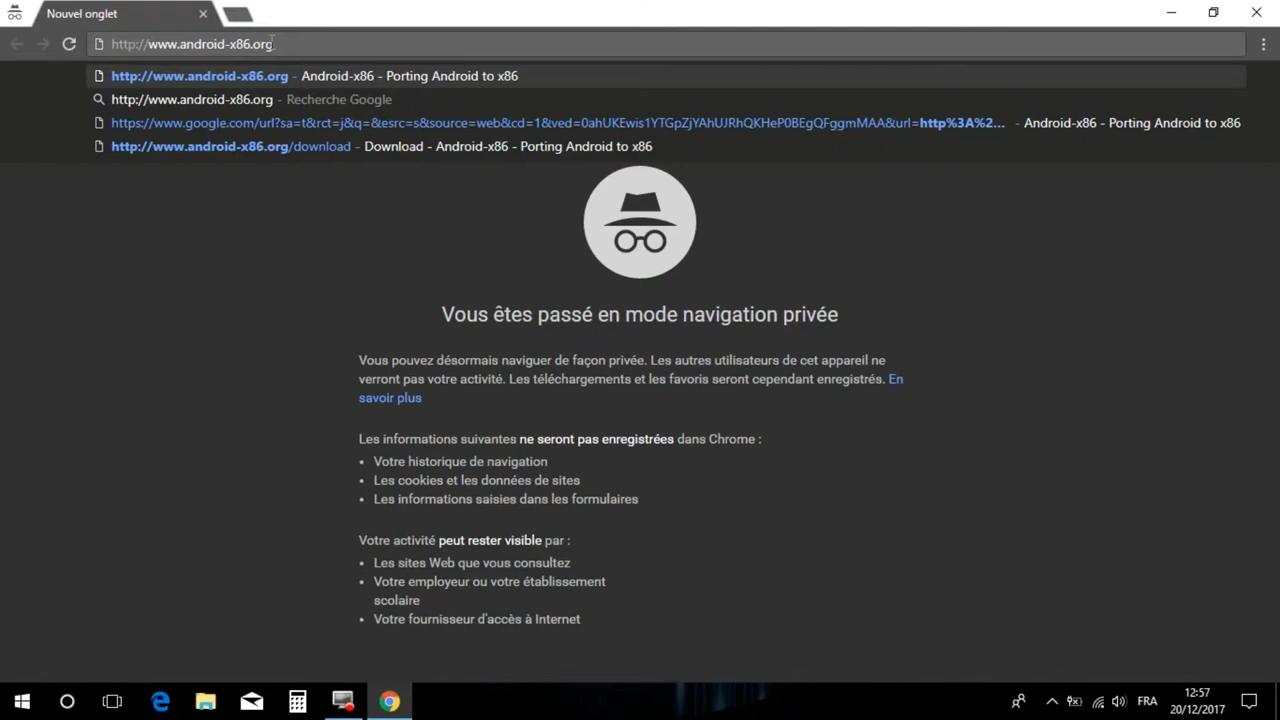 Nouvel onglet
http://www.android-x86.org
http://www.android-x86.org - Android-x86 - Porting Android to x86
http://www.android-x86.org - Recherche Google
https://www.google.com/url?sa=t&rct=j&q=&esrc=s&source=web&cd=1&ved=0ahUKEwis1YTGpZjYAhUJRhQKHeP0BEgQFggmMAA&url=http%3A%2... - Android-x86 - Porting Android to x86
http://www.android-x86.org/download - Download - Android-x86 - Porting Android to x86
Vous êtes passé en mode navigation privée
Vous pouvez désormais naviguer de façon privée. Les autres utilisateurs de cet appareil ne
verront pas votre activité. Les téléchargements et les favoris seront cependant enregistrés. En
savoir plus
Les informations suivantes ne seront pas enregistrées dans Chrome :
• Votre historique de navigation
• Les cookies et les données de sites
• Les informations saisies dans les formulaires
Votre activité peut rester visible par :
• Les sites Web que vous consultez
• Votre employeur ou votre établissement
scolaire
• Votre fournisseur d'accès à Internet
FRA
12:57
20/12/2017